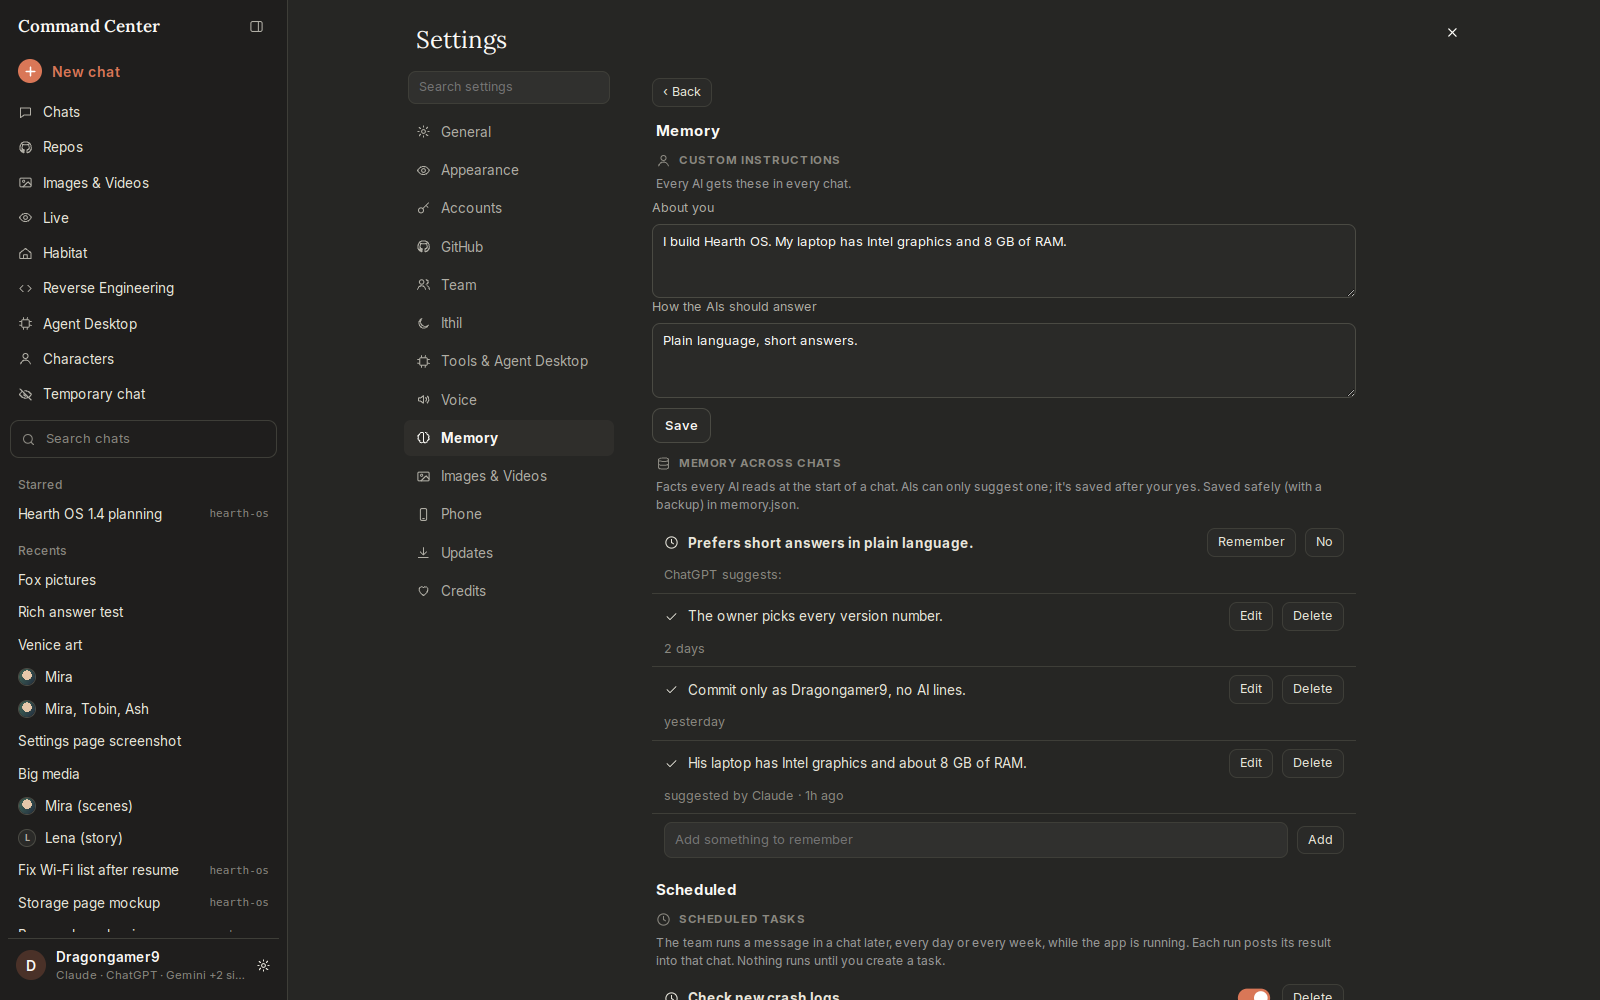 Command Center
New chat
Chats
Repos
Images & Videos
Live
Habitat
Reverse Engineering
Agent Desktop
Characters
Temporary chat
Search chats
Starred
Hearth OS 1.4 planning hearth-os
Recents
Fox pictures
Rich answer test
Venice art
Mira
Mira, Tobin, Ash
Settings page screenshot
Big media
Mira (scenes)
L Lena (story)
Fix Wi-Fi list after resume hearth-os
Storage page mockup hearth-os
D Dragongamer9
Claude · ChatGPT · Gemini +2 si...
Settings
Search settings
General
Appearance
Accounts
GitHub
Team
Ithil
Tools & Agent Desktop
Voice
Memory
Images & Videos
Phone
Updates
Credits
‹ Back
Memory
CUSTOM INSTRUCTIONS
Every AI gets these in every chat.
About you
I build Hearth OS. My laptop has Intel graphics and 8 GB of RAM.
How the AIs should answer
Plain language, short answers.
Save
MEMORY ACROSS CHATS
Facts every AI reads at the start of a chat. AIs can only suggest one; it's saved after your yes. Saved safely (with a
backup) in memory.json.
Prefers short answers in plain language. Remember No
ChatGPT suggests:
The owner picks every version number. Edit Delete
2 days
Commit only as Dragongamer9, no AI lines. Edit Delete
yesterday
His laptop has Intel graphics and about 8 GB of RAM. Edit Delete
suggested by Claude · 1h ago
Add something to remember Add
Scheduled
SCHEDULED TASKS
The team runs a message in a chat later, every day or every week, while the app is running. Each run posts its result
into that chat. Nothing runs until you create a task.
Check new crash logs Delete